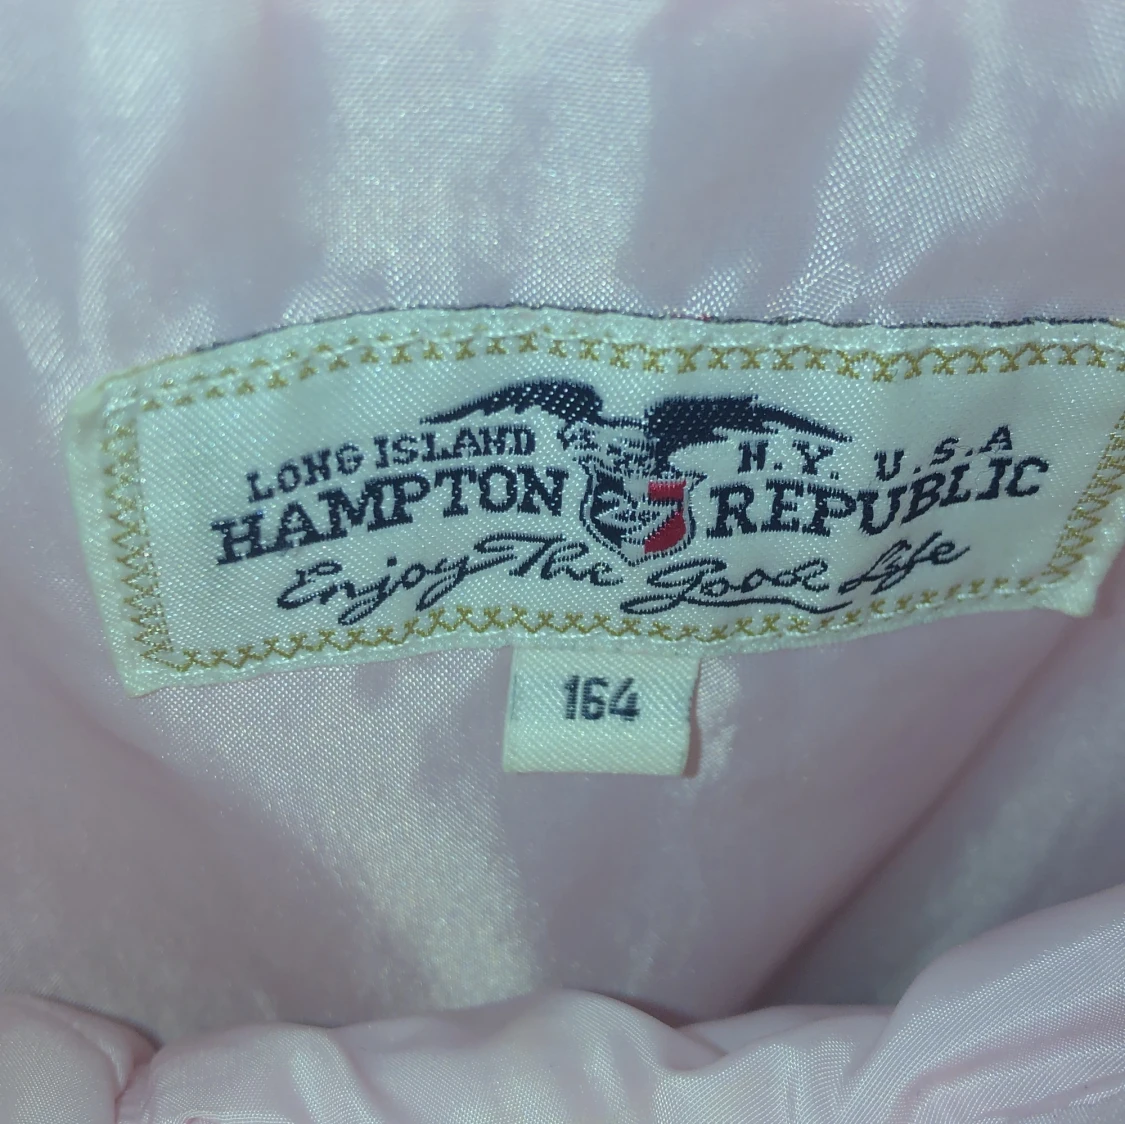 LONG ISLAND N.Y. U.S.A
HAMPTON REPUBLIC
Enjoy The Good Life
164